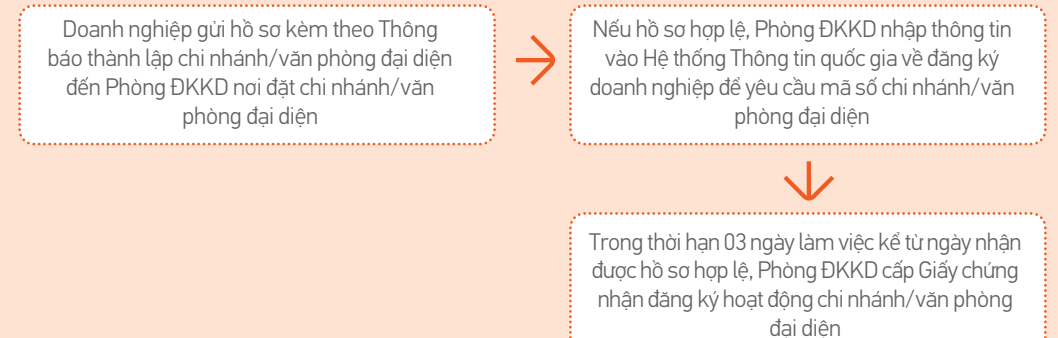 Doanh nghiệp gửi hồ sơ kèm theo Thông
báo thành lập chi nhánh/văn phòng đại diện
đến Phòng ĐKKD nơi đặt chi nhánh/văn
phòng đại diện
Nếu hồ sơ hợp lệ, Phòng ĐKKD nhập thông tin
vào Hệ thống Thông tin quốc gia về đăng ký
doanh nghiệp để yêu cầu mã số chi nhánh/văn
phòng đại diện
Trong thời hạn 03 ngày làm việc kể từ ngày nhận
được hồ sơ hợp lệ, Phòng ĐKKD cấp Giấy chứng
nhận đăng ký hoạt động chi nhánh/văn phòng
đại diện